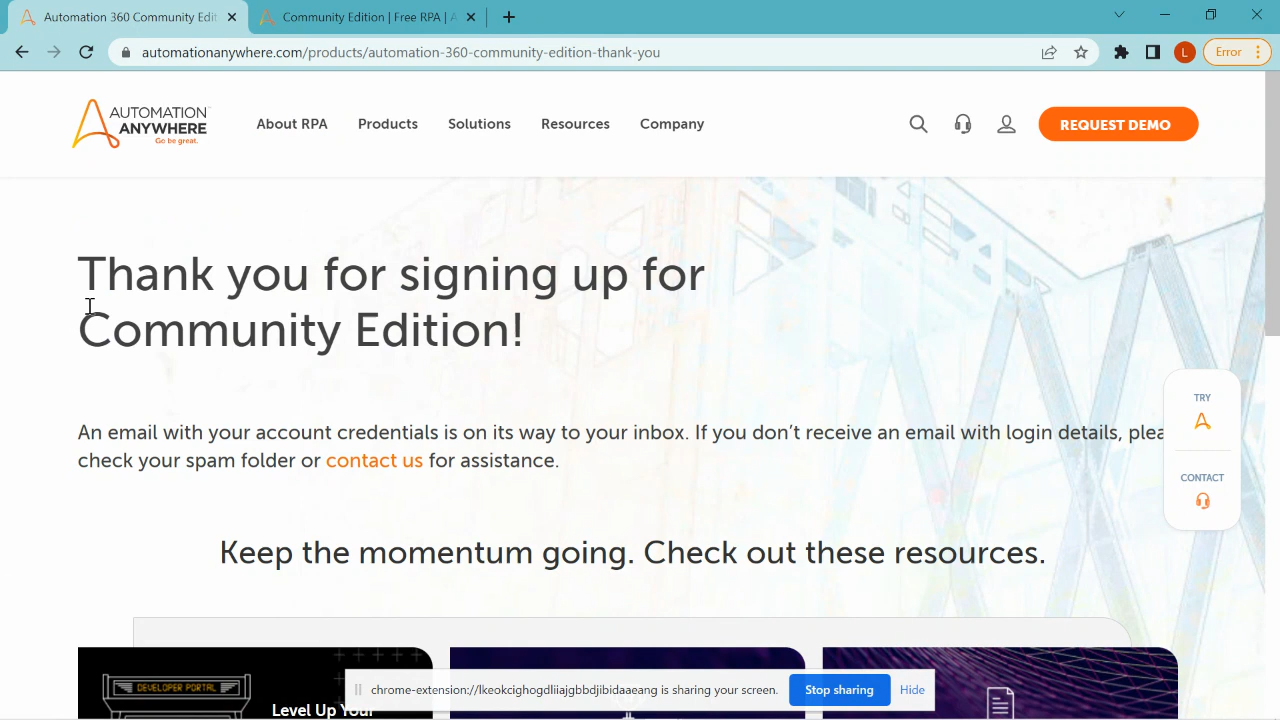 Automation 360 Community Edit
Community Edition | Free RPA | A
automationanywhere.com/products/automation-360-community-edition-thank-you
L
Error
AUTOMATION
ANYWHERE
Go be great.
About RPA
Products
Solutions
Resources
Company
REQUEST DEMO
Thank you for signing up for
Community Edition!
TRY
An email with your account credentials is on its way to your inbox. If you don't receive an email with login details, plea
check your spam folder or contact us for assistance.
CONTACT
Keep the momentum going. Check out these resources.
DEVELOPER PORTAL
Level Up Your
is sharing your screen.
Stop sharing
Hide